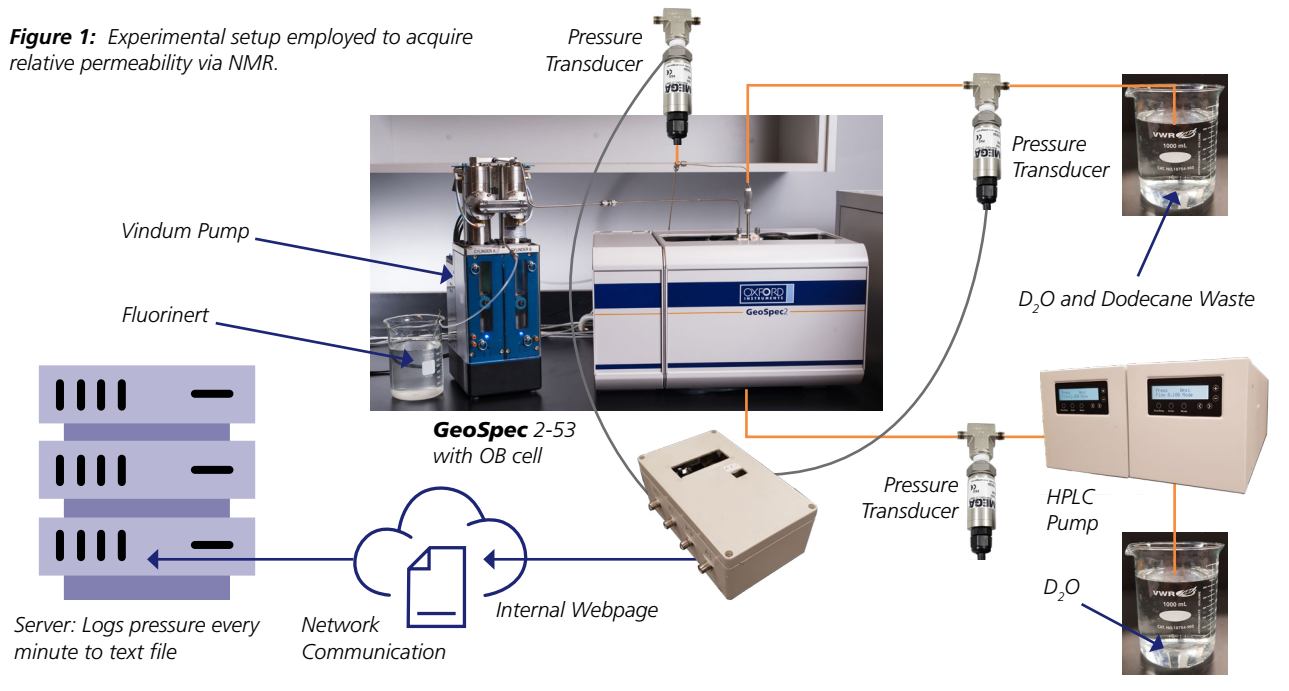 Figure 1: Experimental setup employed to acquire
relative permeability via NMR.
Pressure
Transducer
Pressure
Transducer
VWR
1000 mL
D₂O and Dodecane Waste
Vindum Pump
Fluorinert
CYLINDER A
CYLINDER B
OXFORD
INSTRUMENTS
GeoSpec2
GeoSpec 2-53
with OB cell
Pressure
Transducer
HPLC
Pump
D₂O
VWR
1000 mL
Internal Webpage
Network
Communication
Server: Logs pressure every
minute to text file